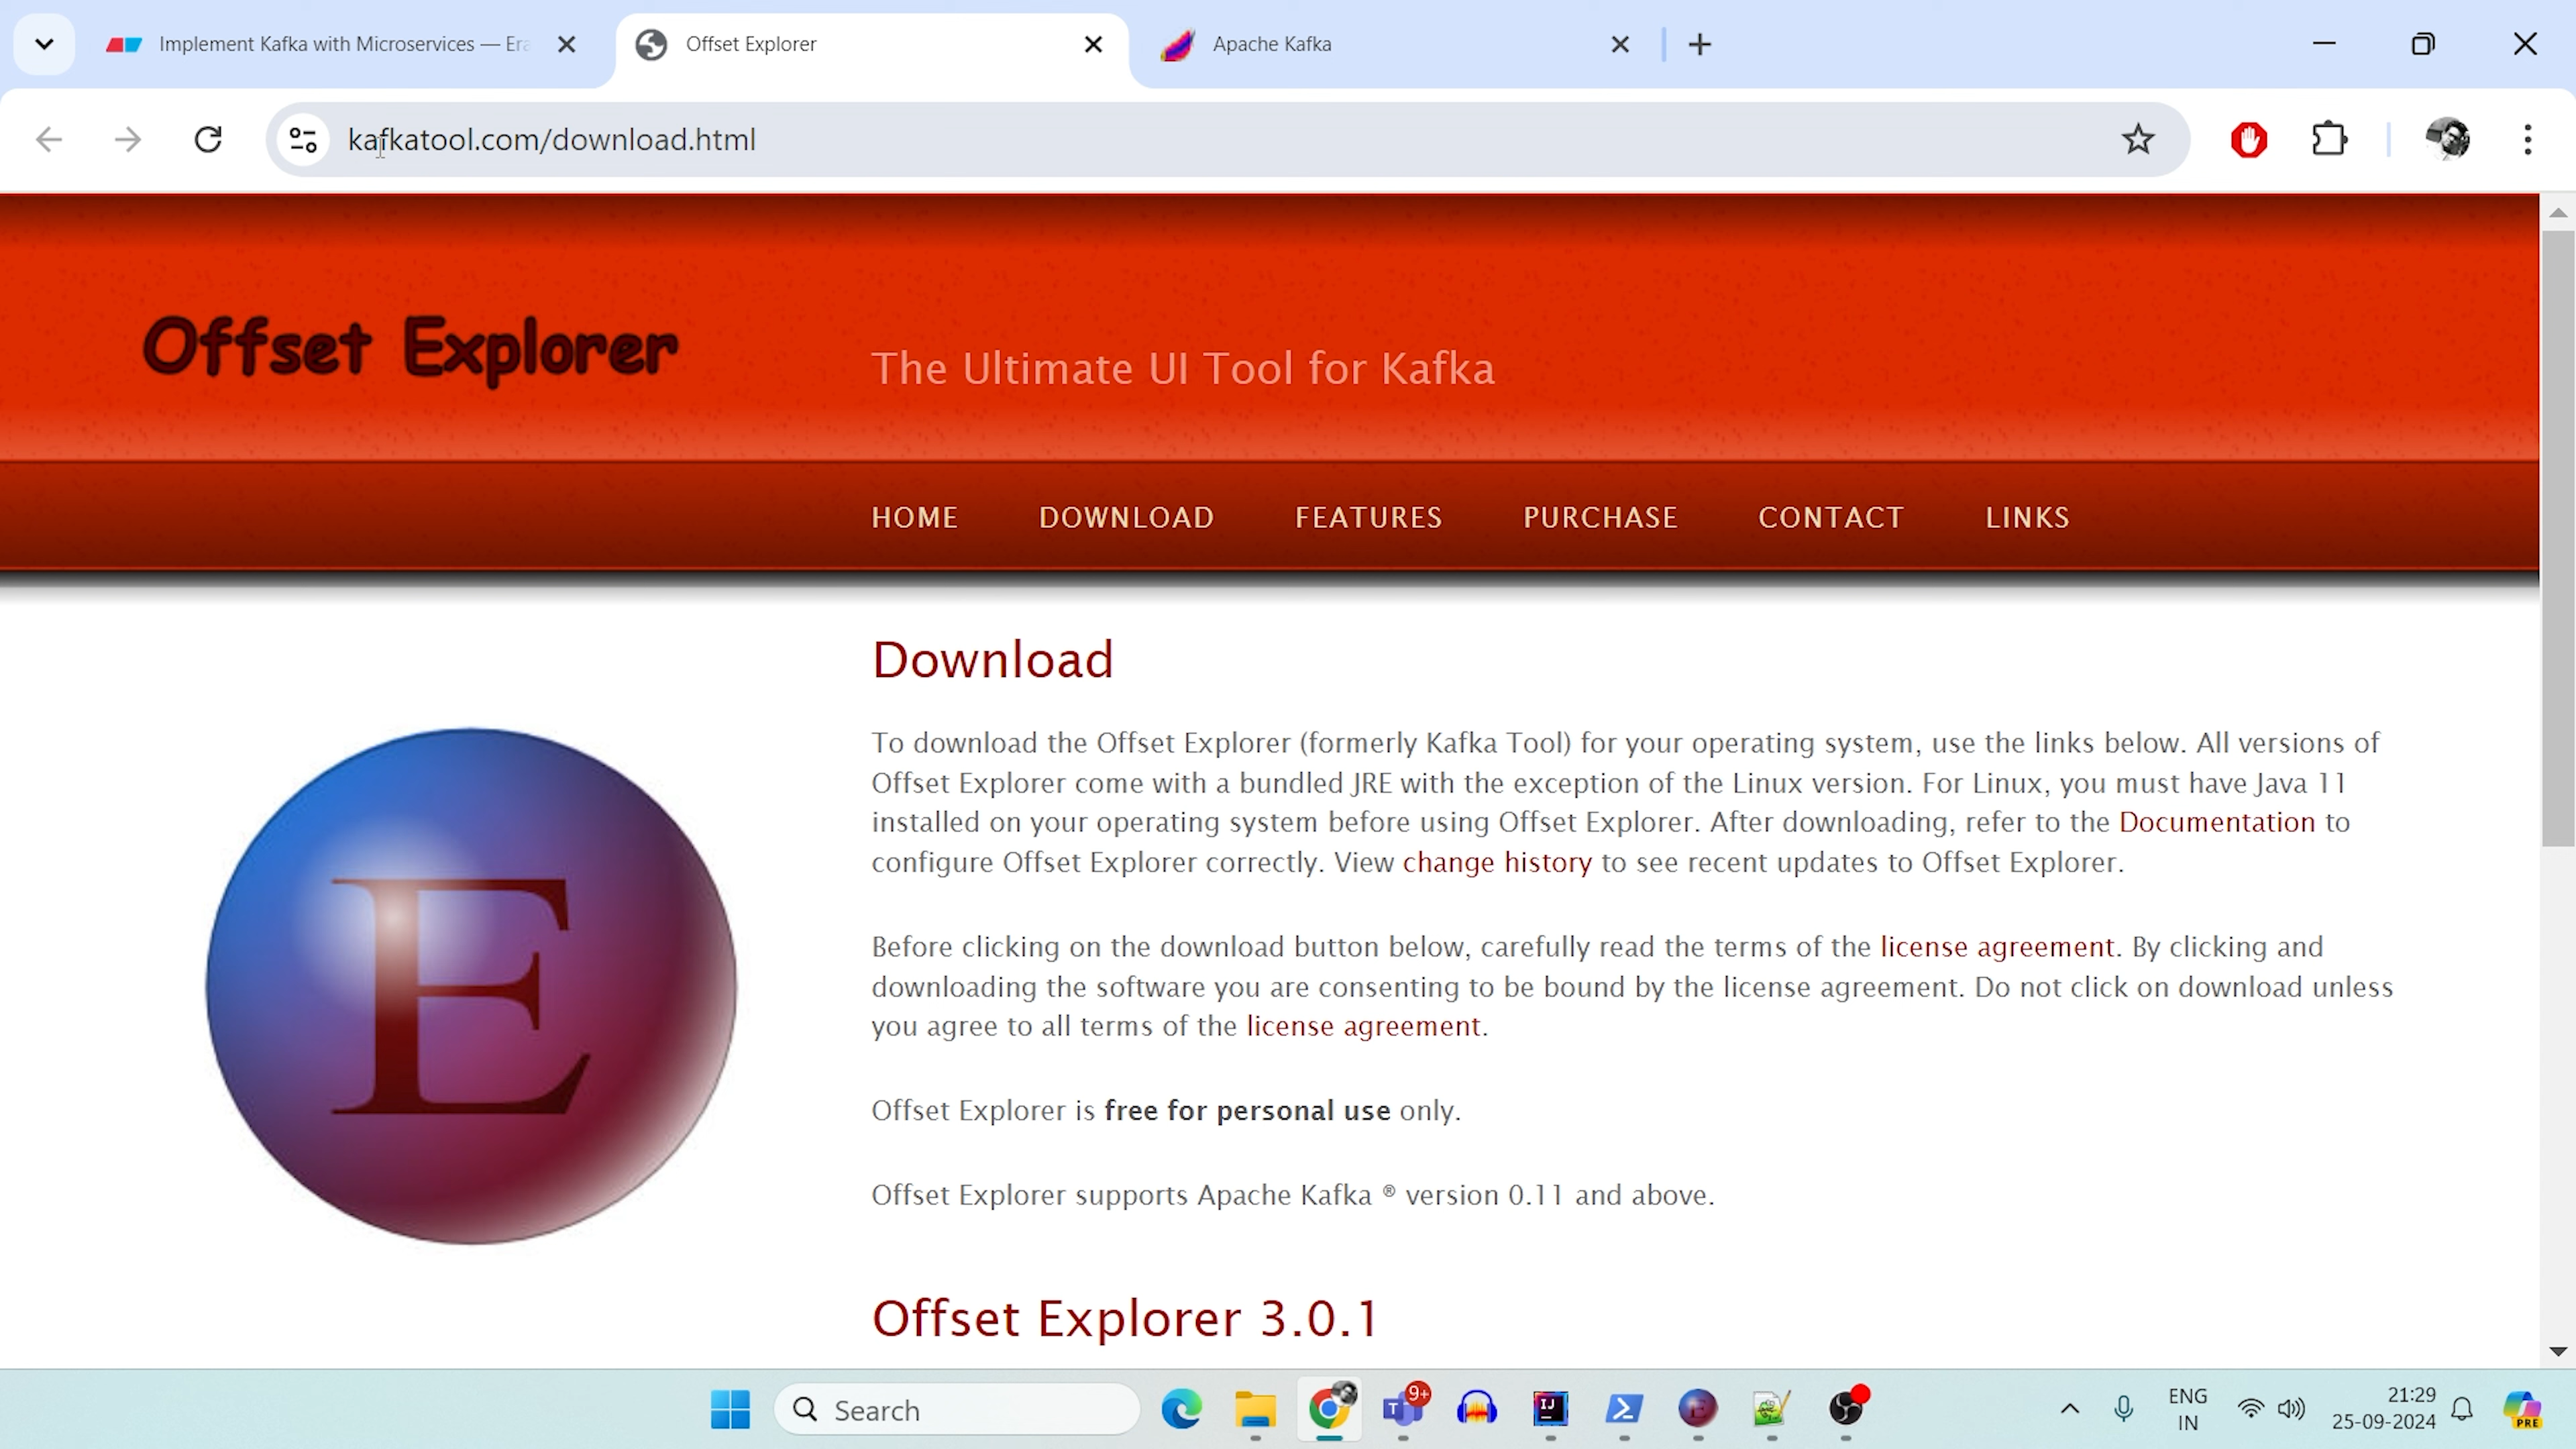 Implement Kafka with Microservices — Era
Offset Explorer
Apache Kafka
kafkatool.com/download.html
Offset Explorer
The Ultimate UI Tool for Kafka
HOME DOWNLOAD FEATURES PURCHASE CONTACT LINKS
Download
To download the Offset Explorer (formerly Kafka Tool) for your operating system, use the links below. All versions of
Offset Explorer come with a bundled JRE with the exception of the Linux version. For Linux, you must have Java 11
installed on your operating system before using Offset Explorer. After downloading, refer to the Documentation to
configure Offset Explorer correctly. View change history to see recent updates to Offset Explorer.
Before clicking on the download button below, carefully read the terms of the license agreement. By clicking and
downloading the software you are consenting to be bound by the license agreement. Do not click on download unless
you agree to all terms of the license agreement.
Offset Explorer is free for personal use only.
Offset Explorer supports Apache Kafka ® version 0.11 and above.
E
Offset Explorer 3.0.1
Search
9+
T
IJ
E
ENG
IN
21:29
25-09-2024
PRE